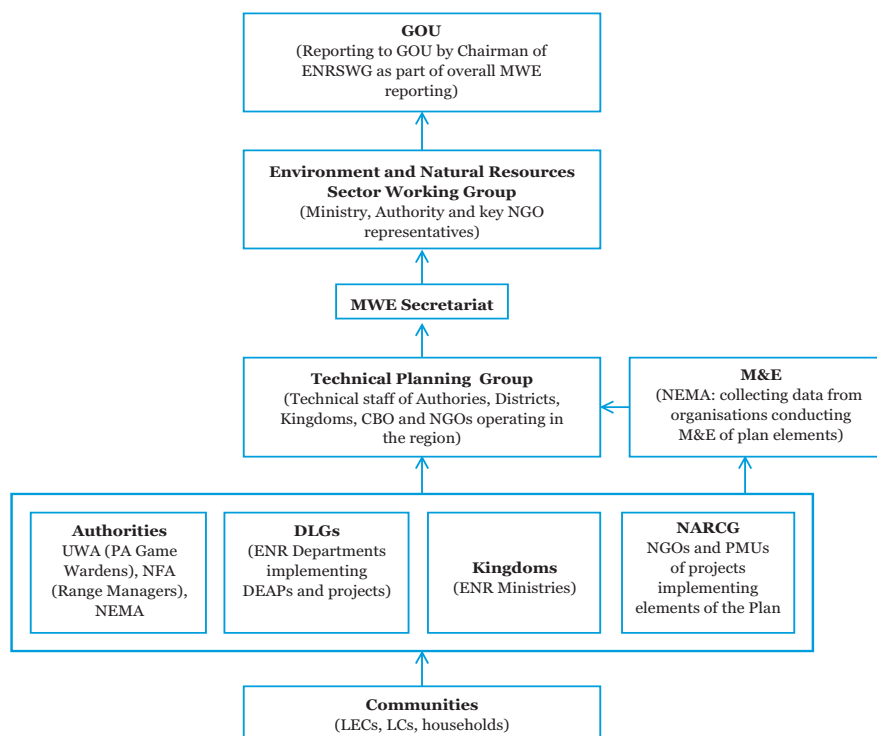 GOU
(Reporting to GOU by Chairman of
ENRSWG as part of overall MWE
reporting)
Environment and Natural Resources
Sector Working Group
(Ministry, Authority and key NGO
representatives)
MWE Secretariat
Technical Planning Group
(Technical staff of Authories, Districts,
Kingdoms, CBO and NGOs operating in
the region)
M&E
(NEMA: collecting data from
organisations conducting
M&E of plan elements)
Authorities
UWA (PA Game
Wardens), NFA
(Range Managers),
NEMA
DLGs
(ENR Departments
implementing
DEAPs and projects)
Kingdoms
(ENR Ministries)
NARCG
NGOs and PMUs
of projects
implementing
elements of the Plan
Communities
(LECs, LCs, households)